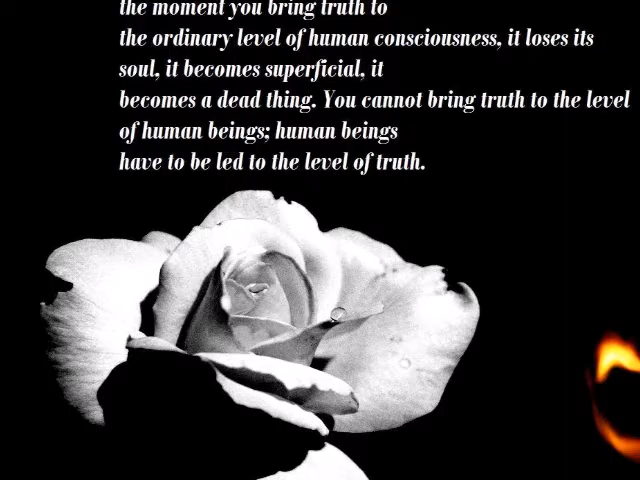 the moment you bring truth to
the ordinary level of human consciousness, it loses its
soul, it becomes superficial, it
becomes a dead thing. You cannot bring truth to the level
of human beings; human beings
have to be led to the level of truth.